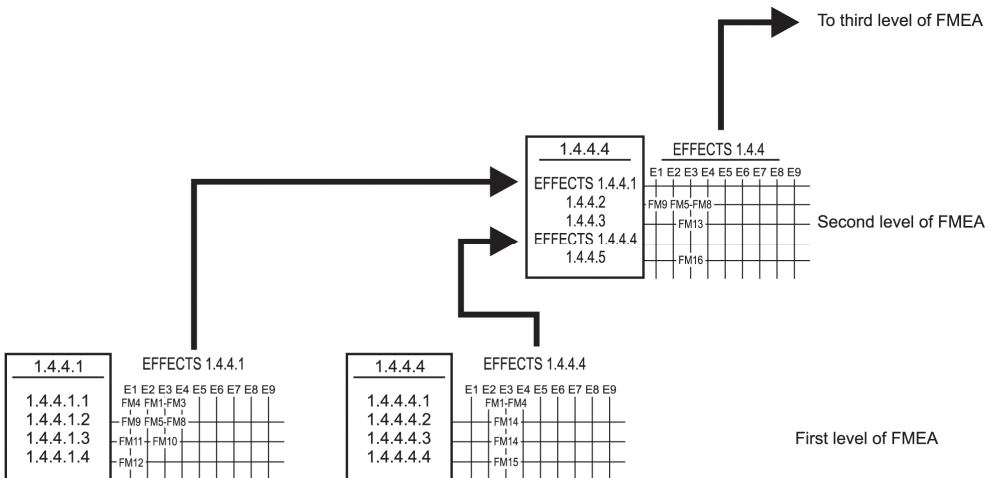 To third level of FMEA
1.4.4.4
EFFECTS 1.4.4
E1 E2 E3 E4 E5 E6 E7 E8 E9
EFFECTS 1.4.4.1
1.4.4.2
FM9 FM5-FM8
1.4.4.3
FM13
Second level of FMEA
EFFECTS 1.4.4.4
1.4.4.5
FM16
1.4.4.1
EFFECTS 1.4.4.1
E1 E2 E3 E4 E5 E6 E7 E8 E9
1.4.4.1.1
FM4 FM1-FM3
1.4.4.1.2
FM9 FM5-FM8
1.4.4.1.3
FM11 FM10
1.4.4.1.4
FM12
1.4.4.4
EFFECTS 1.4.4.4
E1 E2 E3 E4 E5 E6 E7 E8 E9
1.4.4.4.1
FM1-FM4
1.4.4.4.2
FM14
1.4.4.4.3
FM14
1.4.4.4.4
FM15
First level of FMEA